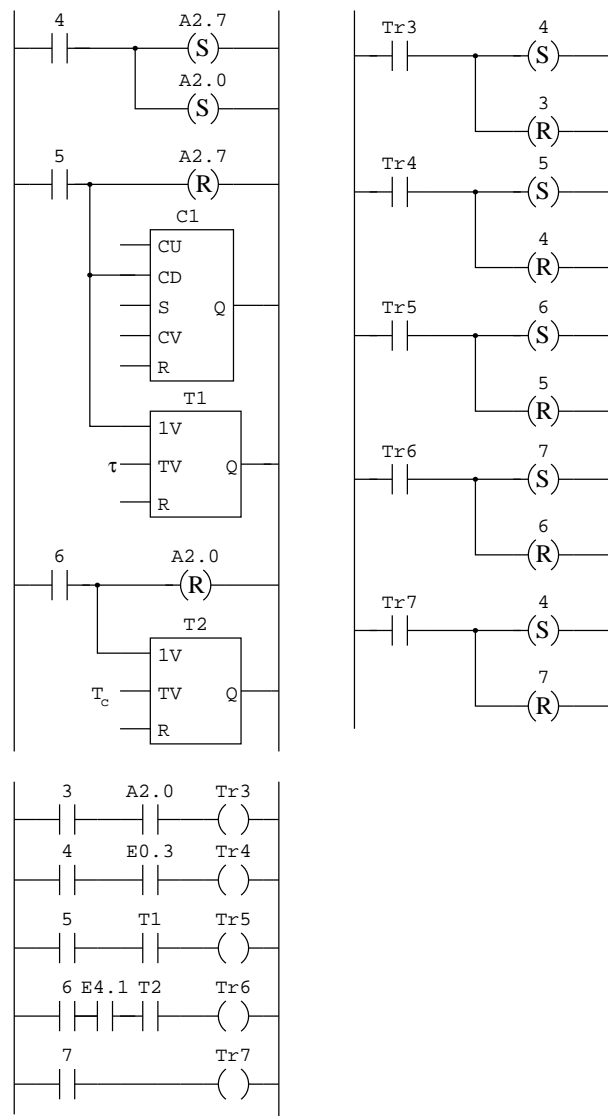 4 A2.7
(S)
A2.0
(S)
5 A2.7
(R)
C1
CU
CD
S Q
CV
R
T1
1V
τ TV Q
R
6 A2.0
(R)
T2
1V
Tc TV Q
R
Tr3 4
(S)
3
(R)
Tr4 5
(S)
4
(R)
Tr5 6
(S)
5
(R)
Tr6 7
(S)
6
(R)
Tr7 4
(S)
7
(R)
3 A2.0 Tr3
4 E0.3 Tr4
5 T1 Tr5
6 E4.1 T2 Tr6
7 Tr7